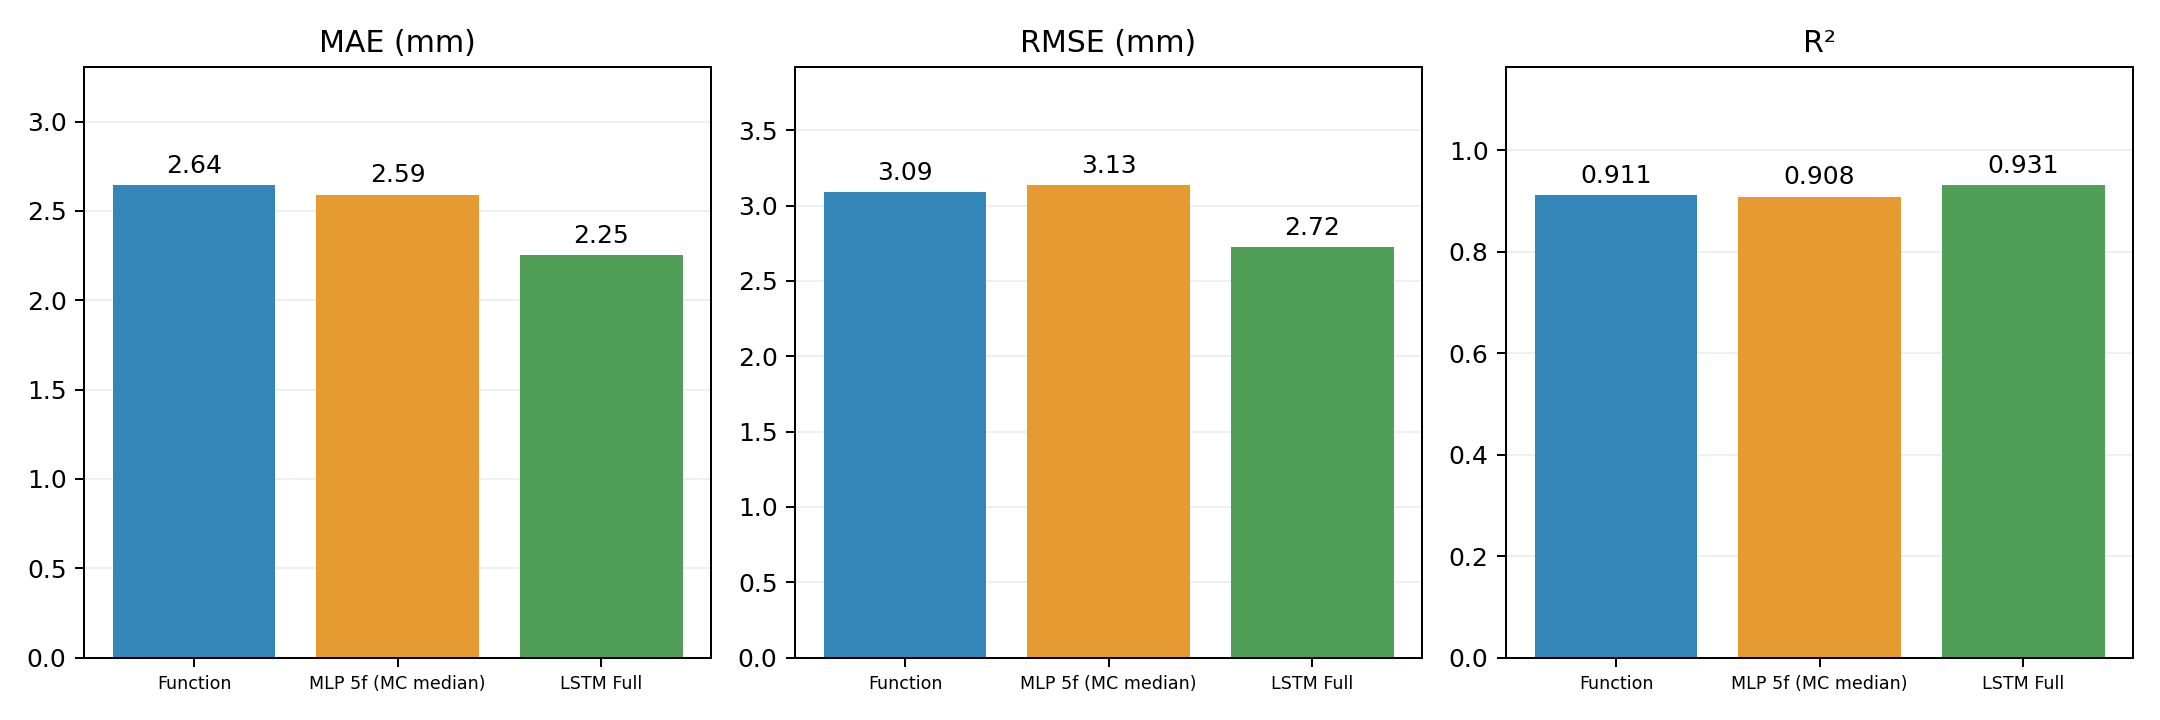 MAE (mm)
3.0
2.5
2.0
1.5
1.0
0.5
0.0
2.64
2.59
2.25
Function
MLP 5f (MC median)
LSTM Full
RMSE (mm)
3.5
3.0
2.5
2.0
1.5
1.0
0.5
0.0
3.09
3.13
2.72
Function
MLP 5f (MC median)
LSTM Full
R²
1.0
0.8
0.6
0.4
0.2
0.0
0.911
0.908
0.931
Function
MLP 5f (MC median)
LSTM Full